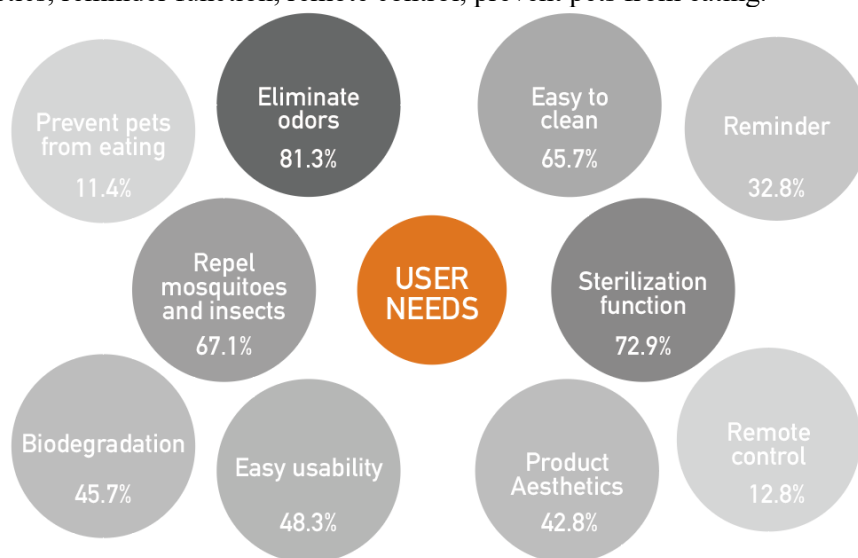 reminder function, remote control, prevent pets from eating.
Prevent pets
from eating
11.4%
Eliminate
odors
81.3%
Easy to
clean
65.7%
Reminder
32.8%
Repel
mosquitoes
and insects
67.1%
USER
NEEDS
Sterilization
function
72.9%
Biodegradation
45.7%
Easy usability
48.3%
Product
Aesthetics
42.8%
Remote
control
12.8%